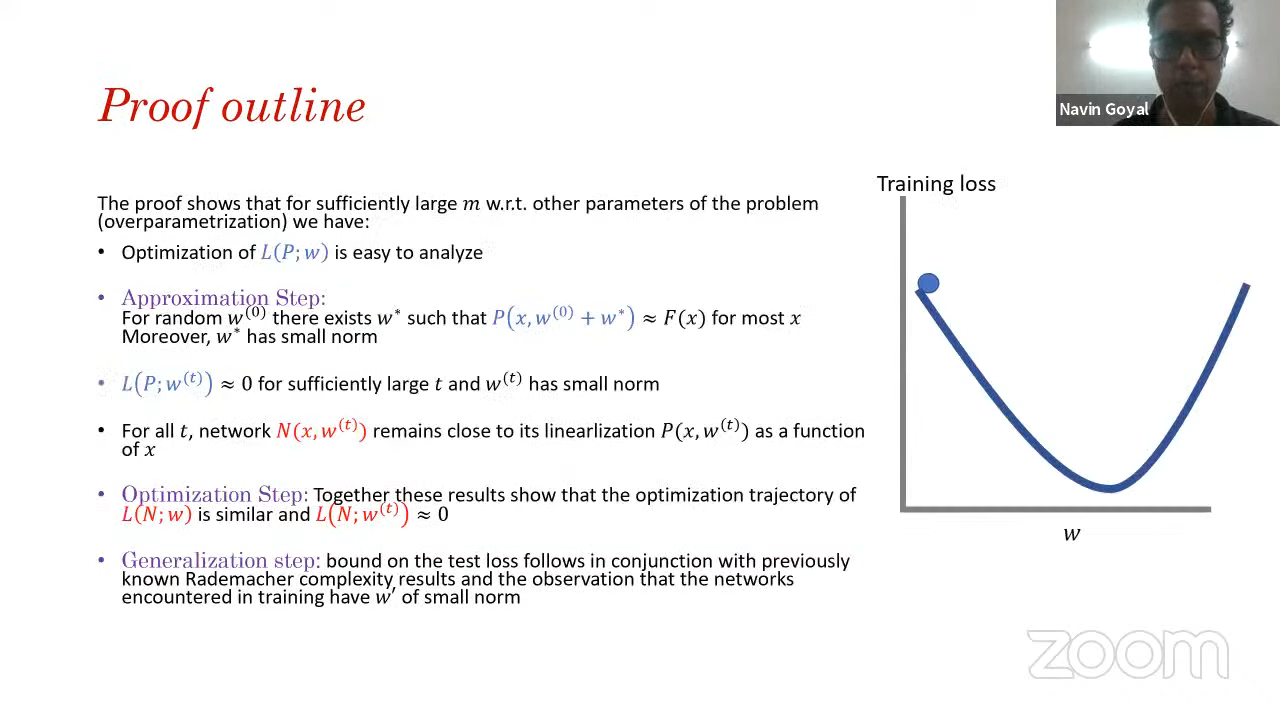 Proof outline
Navin Goyal
Training loss
The proof shows that for sufficiently large m w.r.t. other parameters of the problem
(overparametrization) we have:
• Optimization of L(P; w) is easy to analyze
• Approximation Step:
For random w⁽⁰⁾ there exists w* such that P(x, w⁽⁰⁾ + w*) ≈ F(x) for most x
Moreover, w* has small norm
• L(P; w⁽ᵗ⁾) ≈ 0 for sufficiently large t and w⁽ᵗ⁾ has small norm
• For all t, network N(x, w⁽ᵗ⁾) remains close to its linearlization P(x, w⁽ᵗ⁾) as a function
of x
• Optimization Step: Together these results show that the optimization trajectory of
L(N; w) is similar and L(N; w⁽ᵗ⁾) ≈ 0
w
• Generalization step: bound on the test loss follows in conjunction with previously
known Rademacher complexity results and the observation that the networks
encountered in training have w′ of small norm
zoom